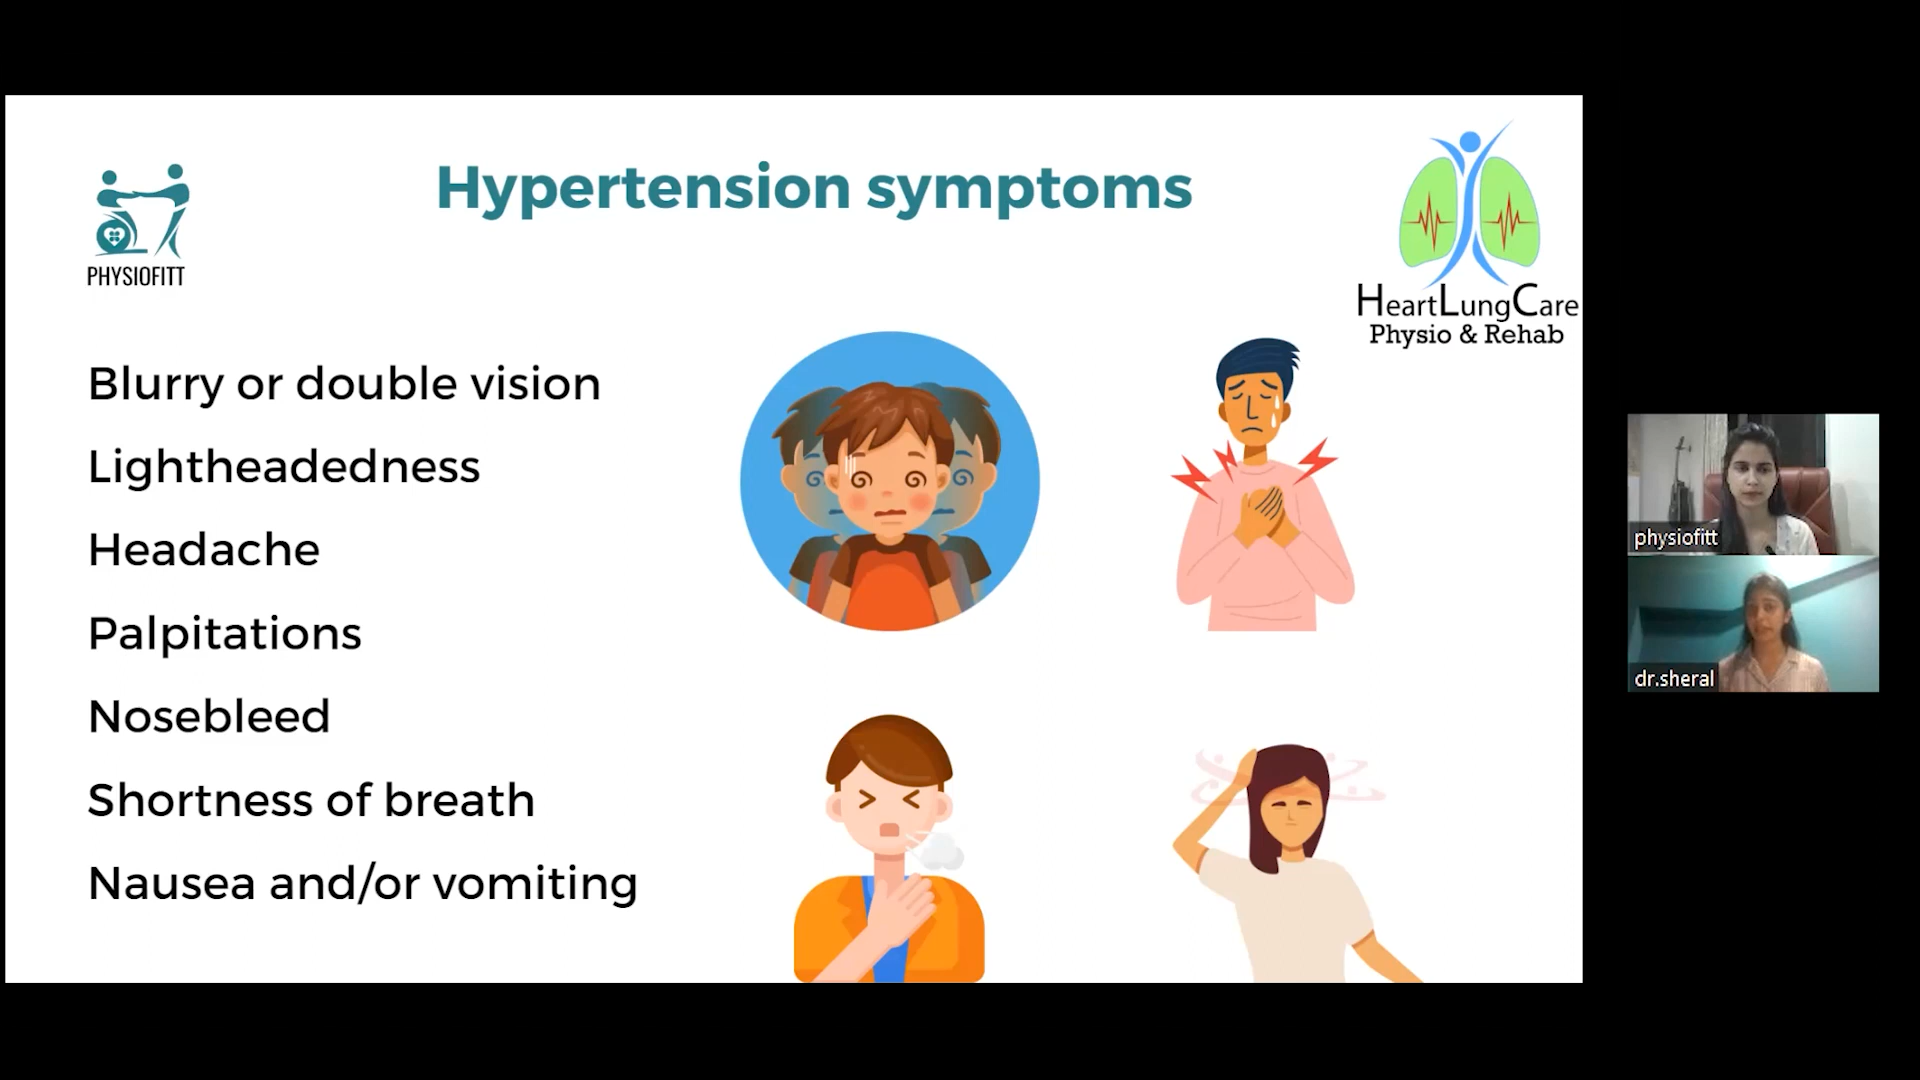 Hypertension symptoms
PHYSIOFITT
HeartLungCare
Physio & Rehab
Blurry or double vision
Lightheadedness
Headache
Palpitations
Nosebleed
Shortness of breath
Nausea and/or vomiting
physiofitt
dr.sheral